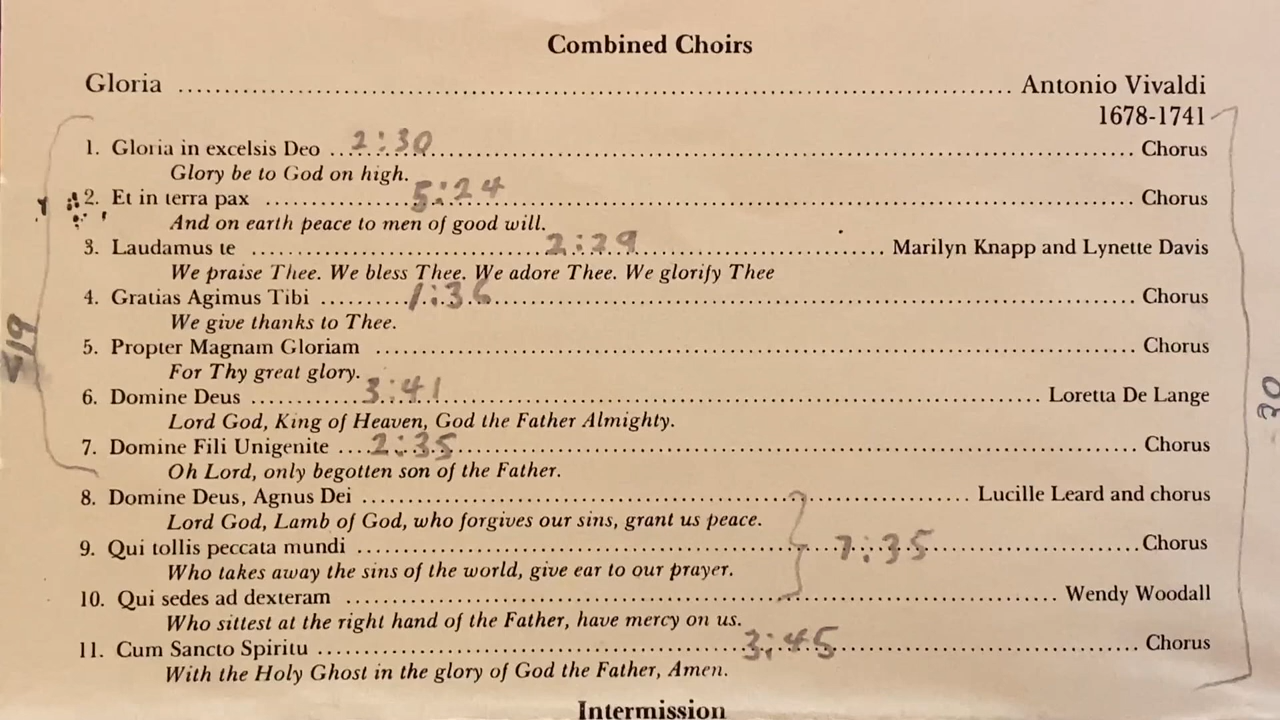 Combined Choirs
Gloria ........ Antonio Vivaldi
1678-1741
1. Gloria in excelsis Deo ... 2:30 ........ Chorus
Glory be to God on high.
2. Et in terra pax ........ 5:24 ........ Chorus
And on earth peace to men of good will.
3. Laudamus te ........ 2:29 ........ Marilyn Knapp and Lynette Davis
We praise Thee. We bless Thee. We adore Thee. We glorify Thee
4. Gratias Agimus Tibi ........ 1:36 ........ Chorus
We give thanks to Thee.
5. Propter Magnam Gloriam ........ Chorus
For Thy great glory.
6. Domine Deus ........ 3:41 ........ Loretta De Lange
Lord God, King of Heaven, God the Father Almighty.
7. Domine Fili Unigenite .... 2:35 ........ Chorus
Oh Lord, only begotten son of the Father.
8. Domine Deus, Agnus Dei ........ Lucille Leard and chorus
Lord God, Lamb of God, who forgives our sins, grant us peace.
9. Qui tollis peccata mundi ........ 7:35 ........ Chorus
Who takes away the sins of the world, give ear to our prayer.
10. Qui sedes ad dexteram ........ Wendy Woodall
Who sittest at the right hand of the Father, have mercy on us.
11. Cum Sancto Spiritu ........ 3:45 ........ Chorus
With the Holy Ghost in the glory of God the Father, Amen.
30
Intermission